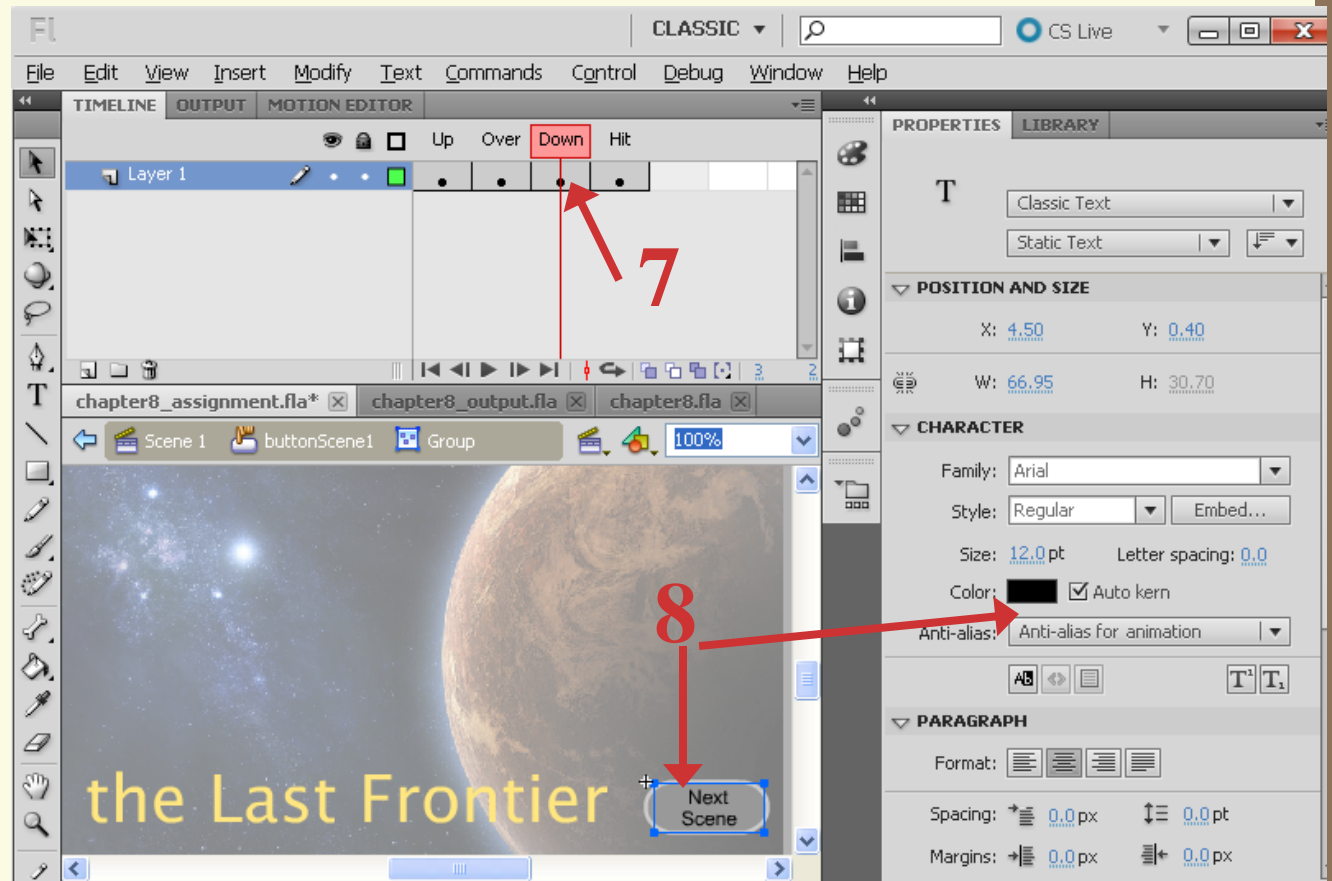 Fl CLASSIC CS Live
File Edit View Insert Modify Text Commands Control Debug Window Help
TIMELINE OUTPUT MOTION EDITOR
Up Over Down Hit
Layer 1
7
3 2
chapter8_assignment.fla* chapter8_output.fla chapter8.fla
Scene 1 buttonScene1 Group 100%
the Last Frontier
Next
Scene
8
PROPERTIES LIBRARY
T Classic Text
Static Text
POSITION AND SIZE
X: 4.50 Y: 0.40
W: 66.95 H: 30.70
CHARACTER
Family: Arial
Style: Regular Embed...
Size: 12.0 pt Letter spacing: 0.0
Color: Auto kern
Anti-alias: Anti-alias for animation
PARAGRAPH
Format:
Spacing: 0.0 px 0.0 pt
Margins: 0.0 px 0.0 px